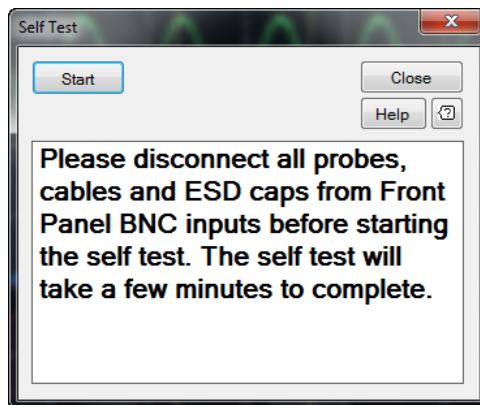 Self Test
Start
Close
Help
Please disconnect all probes,
cables and ESD caps from Front
Panel BNC inputs before starting
the self test. The self test will
take a few minutes to complete.